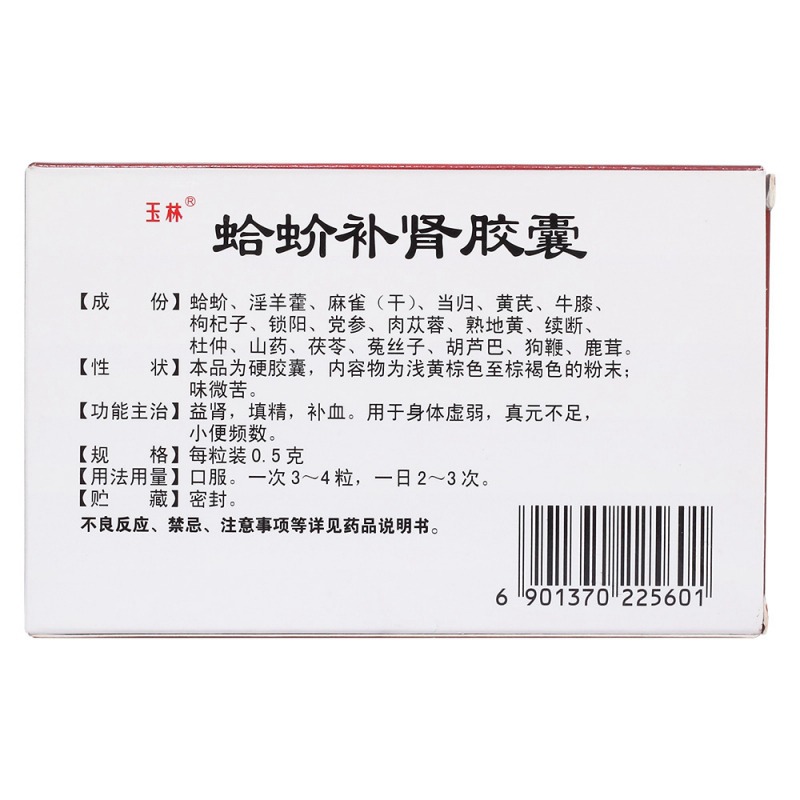 玉林®
蛤蚧补肾胶囊
【成　份】蛤蚧、淫羊藿、麻雀（干）、当归、黄芪、牛膝、
枸杞子、锁阳、党参、肉苁蓉、熟地黄、续断、
杜仲、山药、茯苓、菟丝子、胡芦巴、狗鞭、鹿茸。
【性　状】本品为硬胶囊，内容物为浅黄棕色至棕褐色的粉末；
味微苦。
【功能主治】益肾，填精，补血。用于身体虚弱，真元不足，
小便频数。
【规　格】每粒装0.5克
【用法用量】口服。一次3～4粒，一日2～3次。
【贮　藏】密封。
不良反应、禁忌、注意事项等详见药品说明书。
6 901370 225601